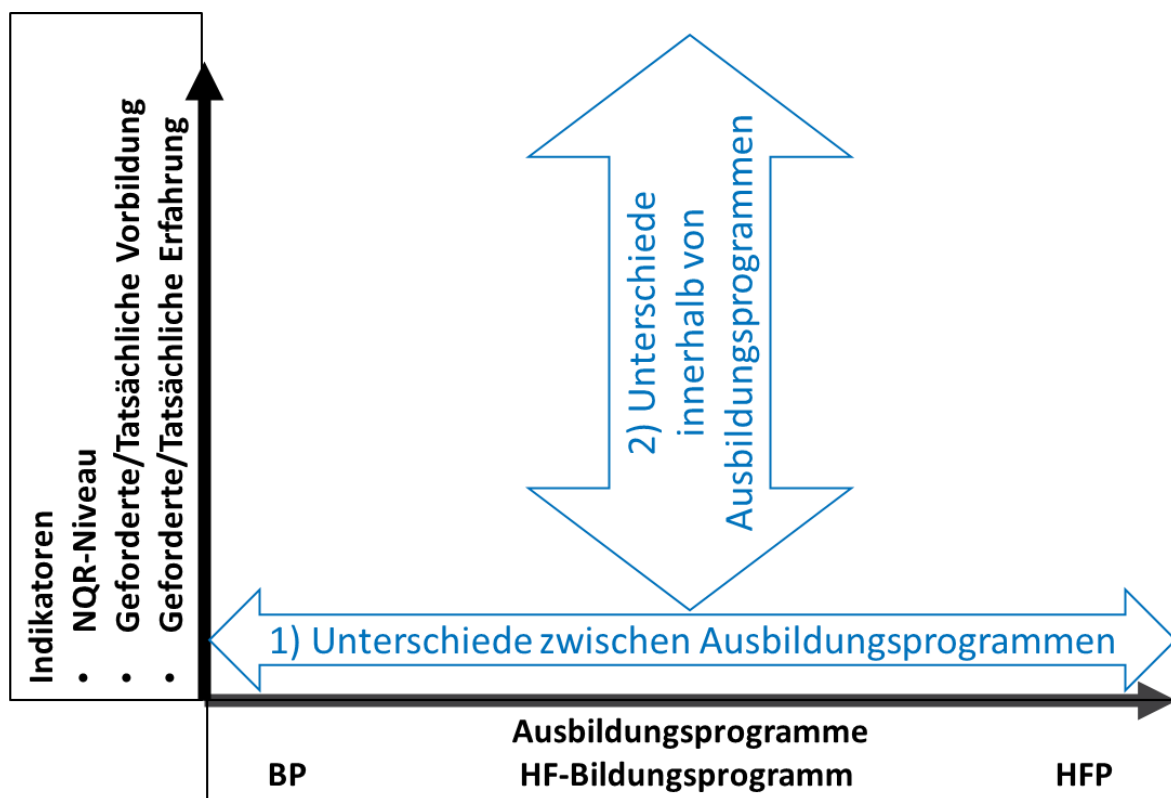 Indikatoren
• NQR-Niveau
• Geforderte/Tatsächliche Vorbildung
• Geforderte/Tatsächliche Erfahrung
2) Unterschiede
innerhalb von
Ausbildungsprogrammen
1) Unterschiede zwischen Ausbildungsprogrammen
Ausbildungsprogramme
BP HF-Bildungsprogramm HFP